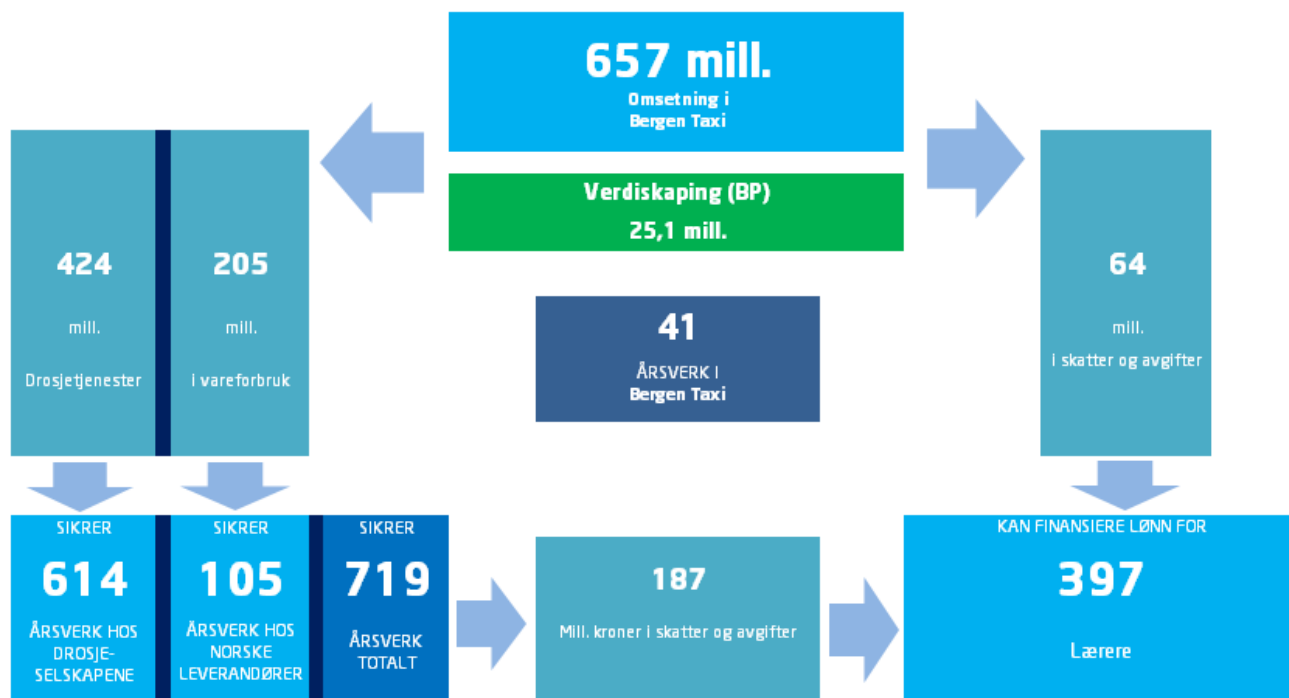 657 mill.
Omsetning i
Bergen Taxi
Verdiskaping (BP)
25,1 mill.
424
mill.
Drosjetjenester
205
mill.
i vareforbruk
41
ÅRSVERK I
Bergen Taxi
64
mill.
i skatter og avgifter
SIKRER
614
ÅRSVERK HOS
DROSJE-
SELSKAPENE
SIKRER
105
ÅRSVERK HOS
NORSKE
LEVERANDØRER
SIKRER
719
ÅRSVERK
TOTALT
187
Mill. kroner i skatter og avgifter
KAN FINANSIERE LØNN FOR
397
Lærere